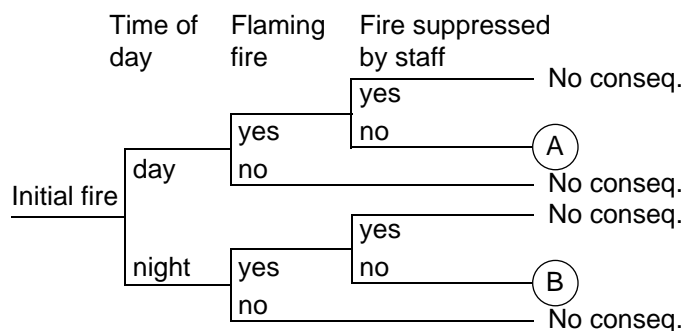 Time of day
Flaming fire
Fire suppressed by staff
No conseq.
yes
yes
no
A
day
no
No conseq.
Initial fire
No conseq.
yes
night
yes
no
B
no
No conseq.